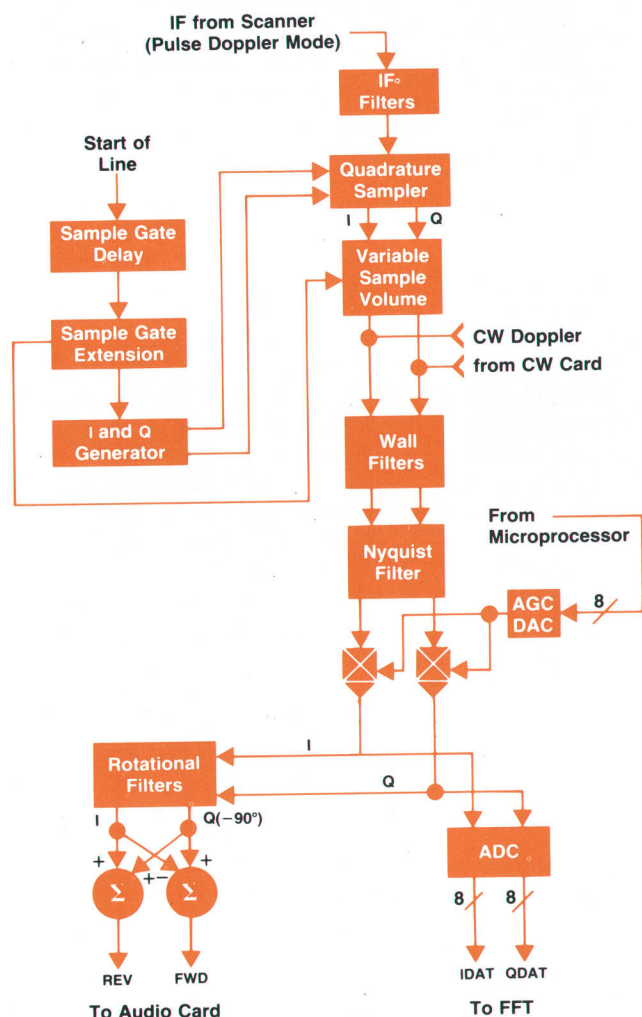 IF from Scanner
(Pulse Doppler Mode)
IF
Filters
Start of
Line
Quadrature
Sampler
I
Q
Sample Gate
Delay
Variable
Sample
Volume
Sample Gate
Extension
CW Doppler
from CW Card
I and Q
Generator
Wall
Filters
From
Microprocessor
Nyquist
Filter
AGC
DAC
8
I
Rotational
Filters
Q
I
Q(−90°)
ADC
+
+−
+
Σ
Σ
8
8
REV
FWD
IDAT
QDAT
To Audio Card
To FFT